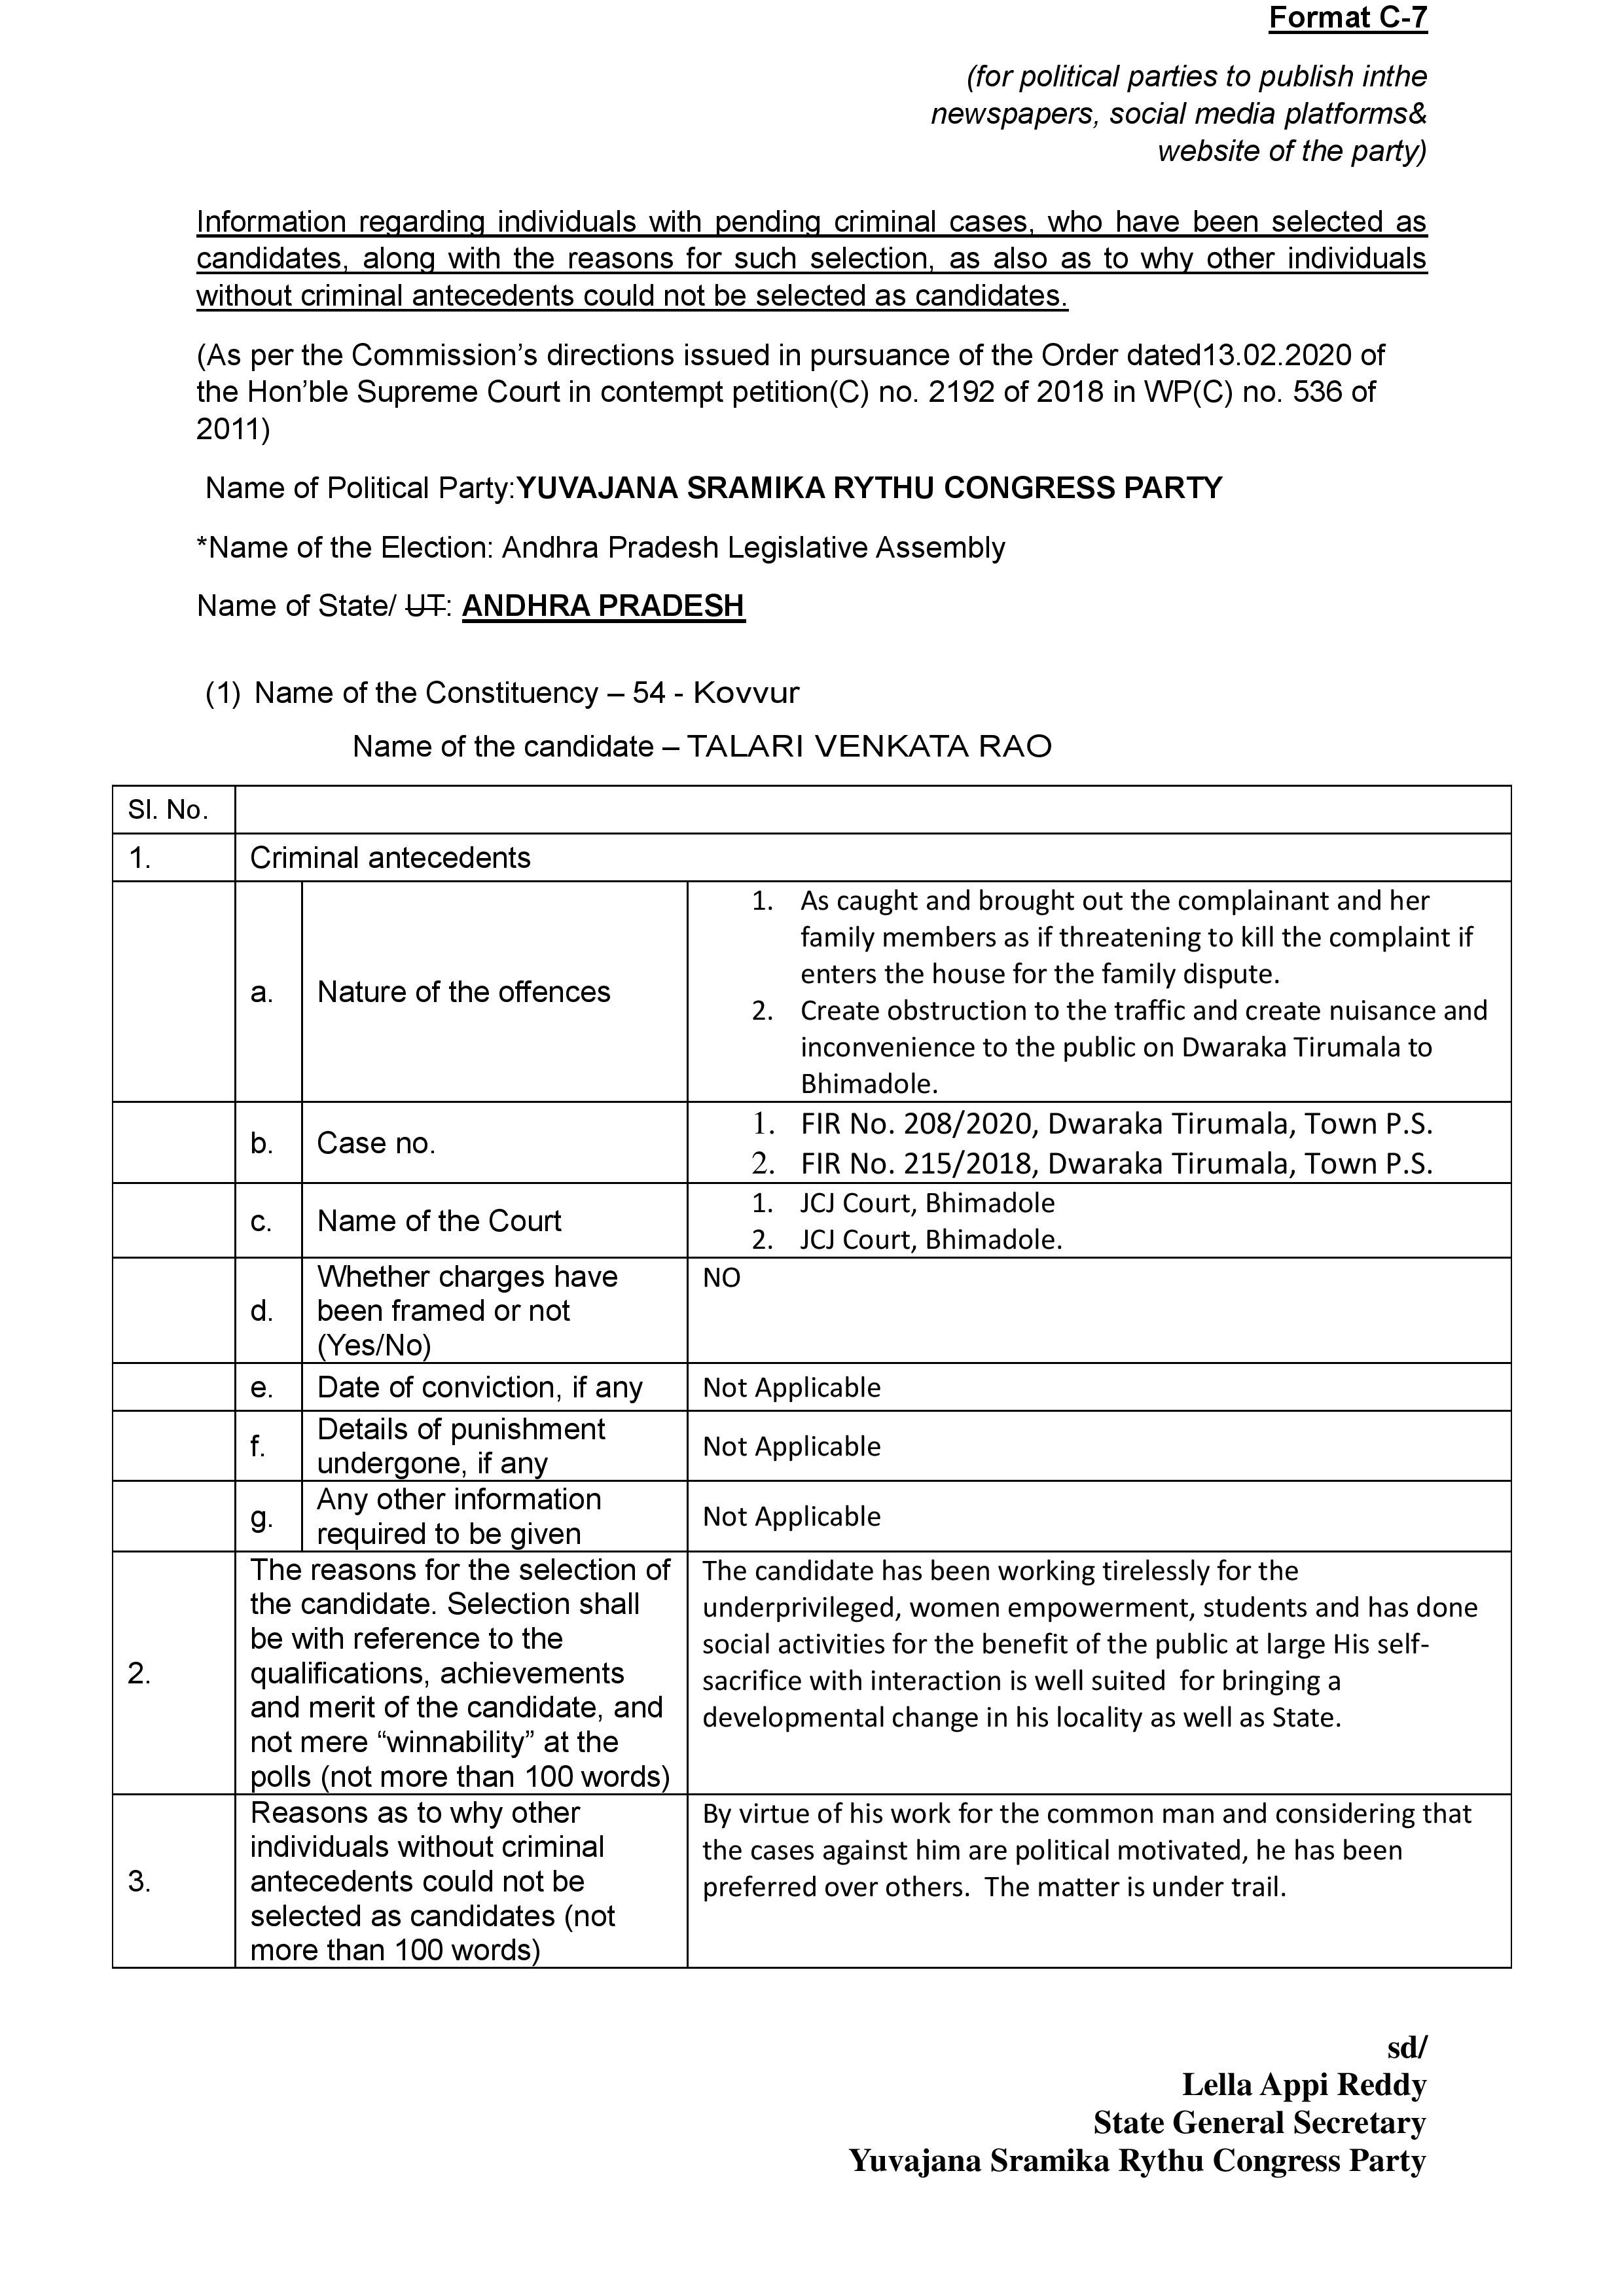 Format C-7
(for political parties to publish inthe
newspapers, social media platforms&
website of the party)
Information regarding individuals with pending criminal cases, who have been selected as
candidates, along with the reasons for such selection, as also as to why other individuals
without criminal antecedents could not be selected as candidates.
(As per the Commission’s directions issued in pursuance of the Order dated13.02.2020 of
the Hon’ble Supreme Court in contempt petition(C) no. 2192 of 2018 in WP(C) no. 536 of
2011)
Name of Political Party:YUVAJANA SRAMIKA RYTHU CONGRESS PARTY
*Name of the Election: Andhra Pradesh Legislative Assembly
Name of State/ UT: ANDHRA PRADESH
(1) Name of the Constituency – 54 - Kovvur
Name of the candidate – TALARI VENKATA RAO
Sl. No.
1. Criminal antecedents
a. Nature of the offences
1. As caught and brought out the complainant and her
family members as if threatening to kill the complaint if
enters the house for the family dispute.
2. Create obstruction to the traffic and create nuisance and
inconvenience to the public on Dwaraka Tirumala to
Bhimadole.
b. Case no.
1. FIR No. 208/2020, Dwaraka Tirumala, Town P.S.
2. FIR No. 215/2018, Dwaraka Tirumala, Town P.S.
c. Name of the Court
1. JCJ Court, Bhimadole
2. JCJ Court, Bhimadole.
d.
Whether charges have
been framed or not
(Yes/No)
NO
e. Date of conviction, if any Not Applicable
f.
Details of punishment
undergone, if any
Not Applicable
g.
Any other information
required to be given
Not Applicable
2.
The reasons for the selection of
the candidate. Selection shall
be with reference to the
qualifications, achievements
and merit of the candidate, and
not mere “winnability” at the
polls (not more than 100 words)
The candidate has been working tirelessly for the
underprivileged, women empowerment, students and has done
social activities for the benefit of the public at large His self-
sacrifice with interaction is well suited for bringing a
developmental change in his locality as well as State.
3.
Reasons as to why other
individuals without criminal
antecedents could not be
selected as candidates (not
more than 100 words)
By virtue of his work for the common man and considering that
the cases against him are political motivated, he has been
preferred over others. The matter is under trail.
sd/
Lella Appi Reddy
State General Secretary
Yuvajana Sramika Rythu Congress Party